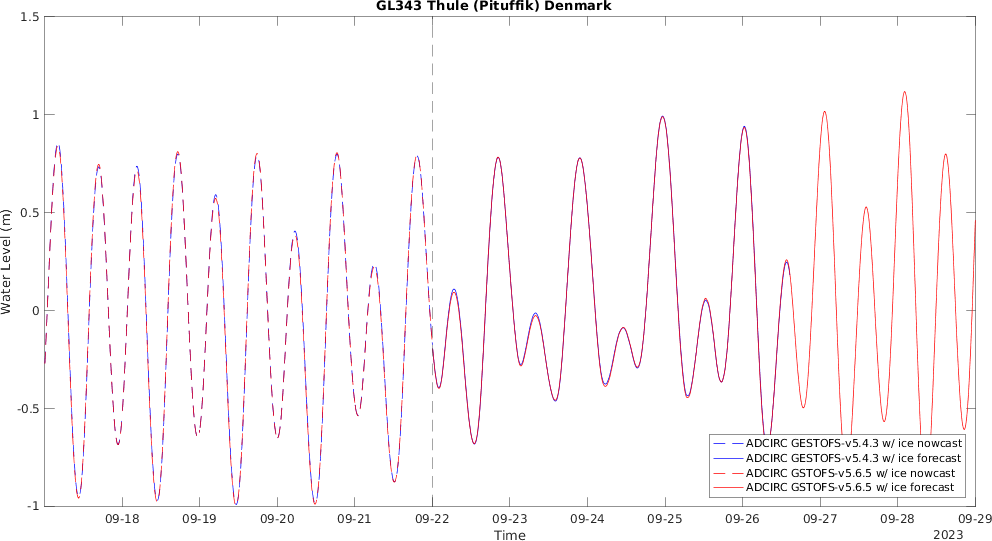 GL343 Thule (Pituffik) Denmark
1.5
1
0.5
0
-0.5
-1
Water Level (m)
09-18
09-19
09-20
09-21
09-22
09-23
09-24
09-25
09-26
09-27
09-28
09-29
Time
2023
ADCIRC GESTOFS-v5.4.3 w/ ice nowcast
ADCIRC GESTOFS-v5.4.3 w/ ice forecast
ADCIRC GSTOFS-v5.6.5 w/ ice nowcast
ADCIRC GSTOFS-v5.6.5 w/ ice forecast